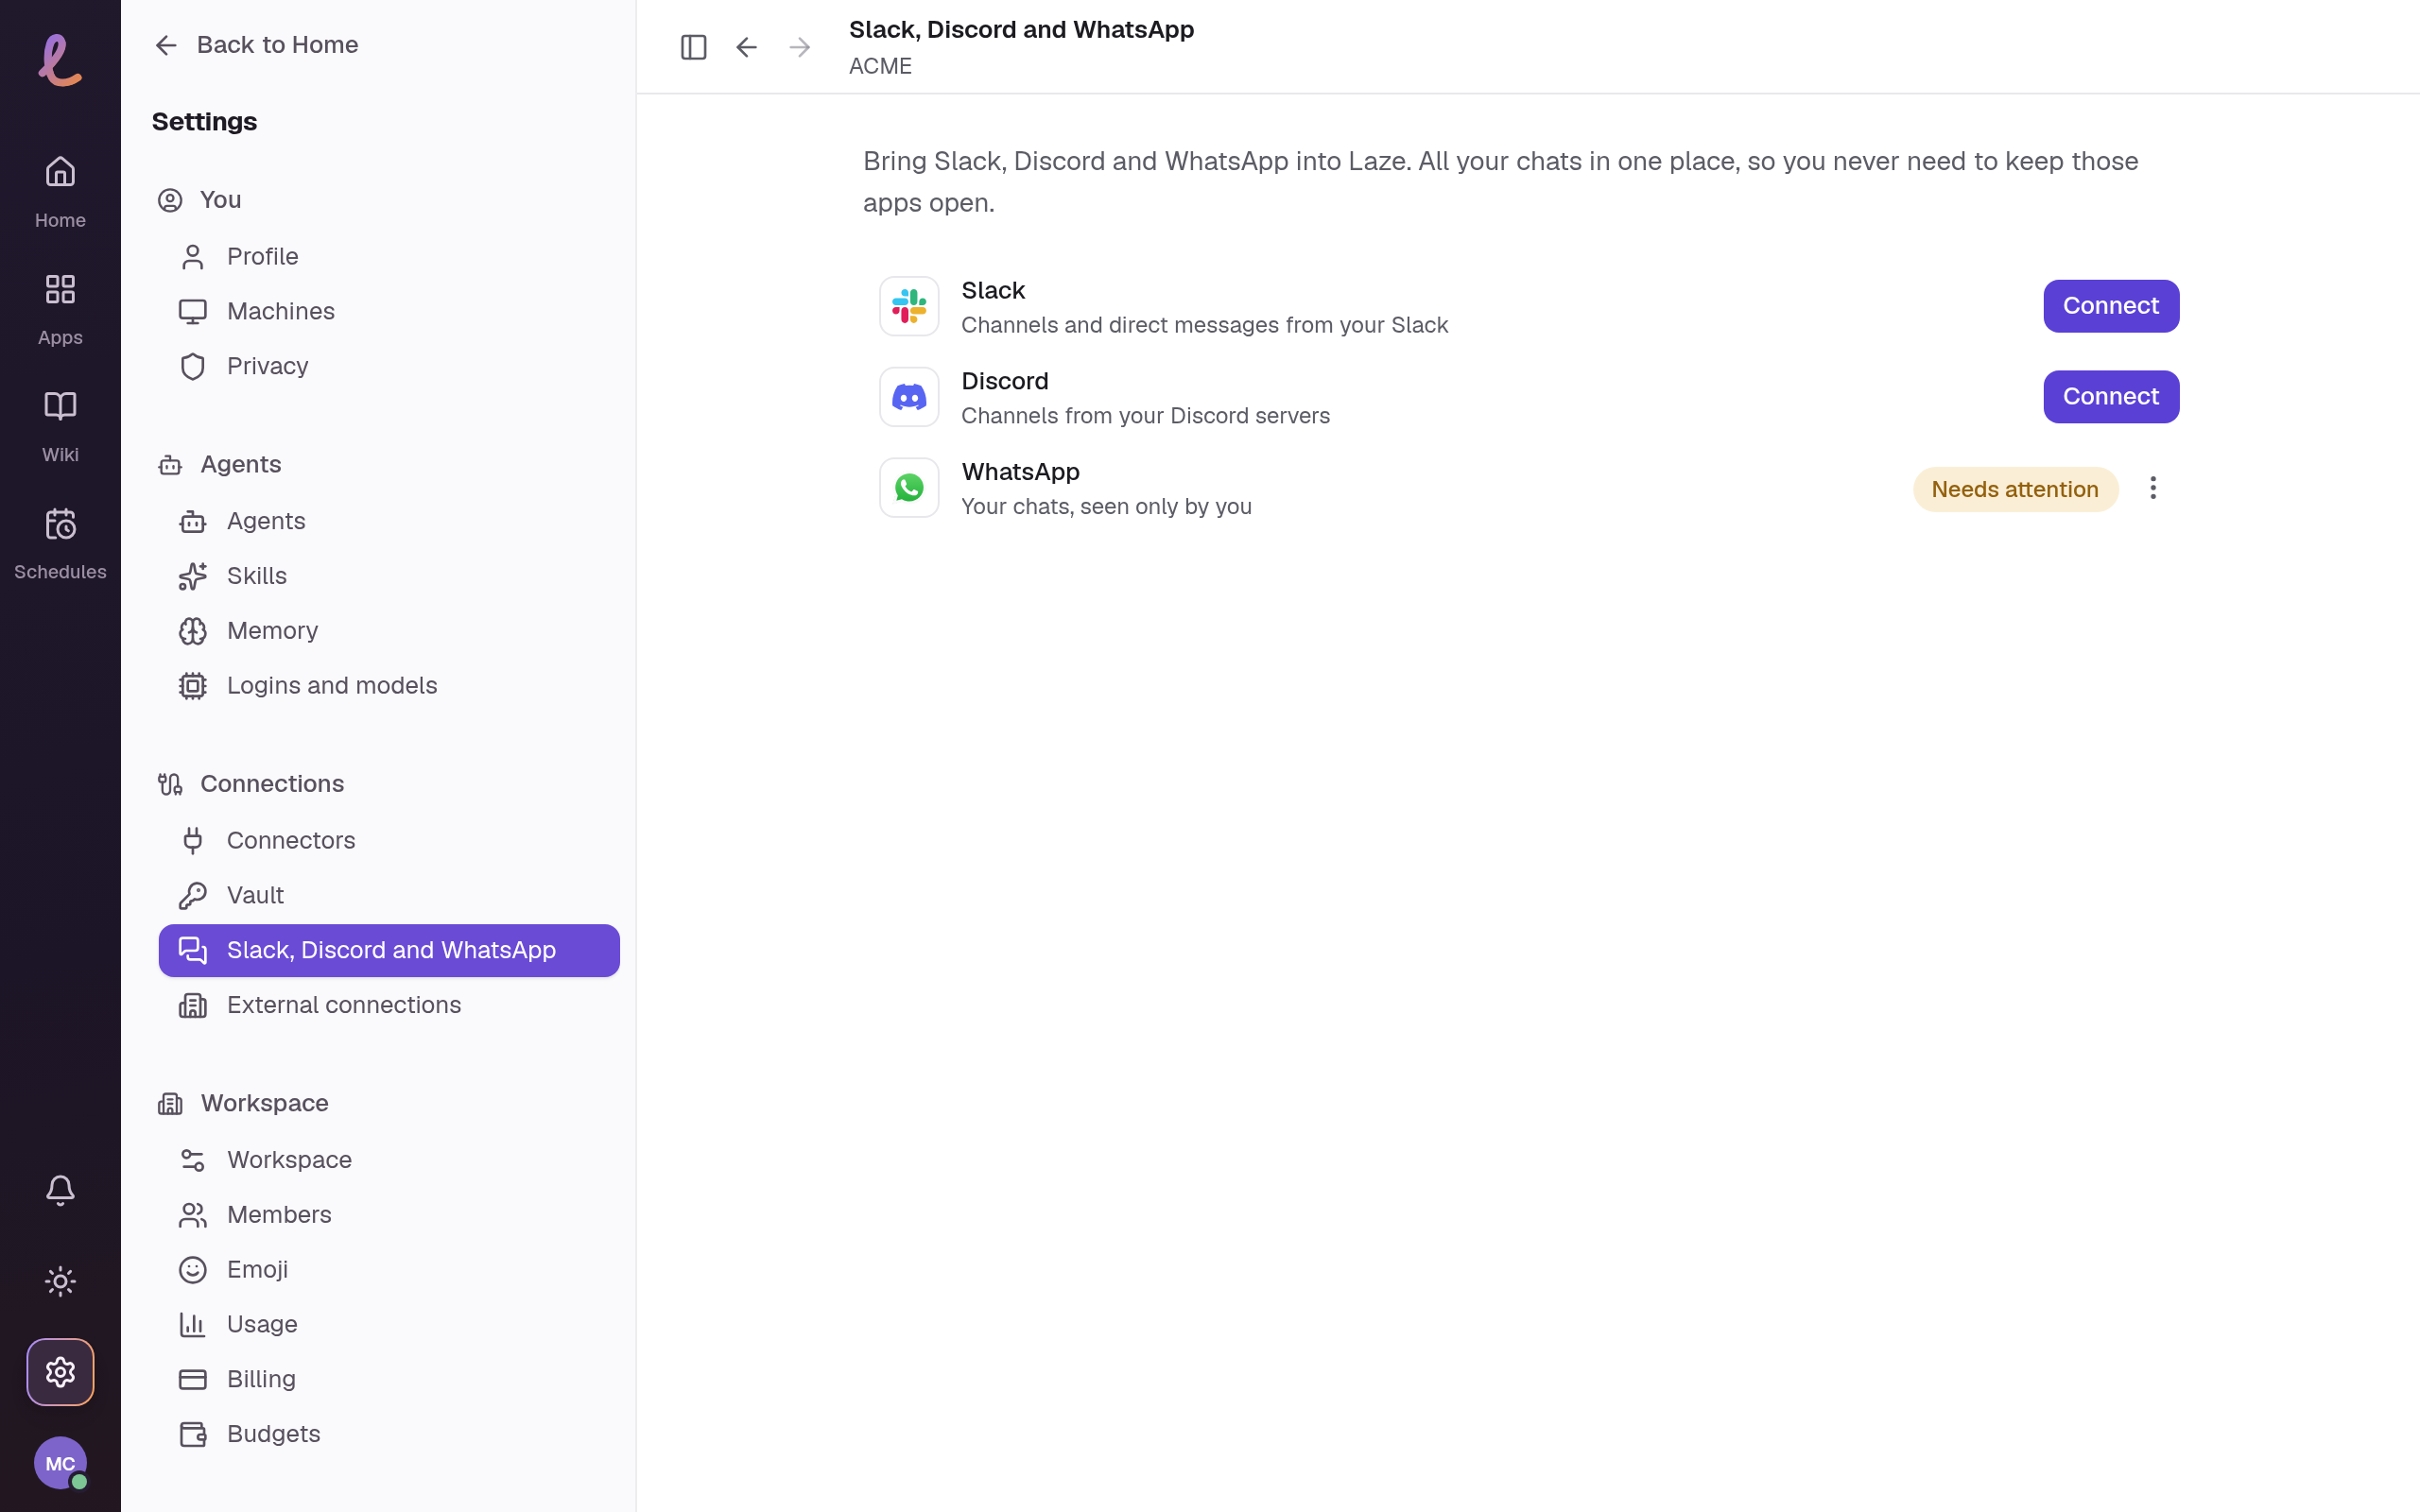 Home
Apps
Wiki
Schedules
MC
Back to Home
Settings
You
Profile
Machines
Privacy
Agents
Agents
Skills
Memory
Logins and models
Connections
Connectors
Vault
Slack, Discord and WhatsApp
External connections
Workspace
Workspace
Members
Emoji
Usage
Billing
Budgets
Slack, Discord and WhatsApp
ACME
Bring Slack, Discord and WhatsApp into Laze. All your chats in one place, so you never need to keep those
apps open.
Slack
Channels and direct messages from your Slack
Connect
Discord
Channels from your Discord servers
Connect
WhatsApp
Your chats, seen only by you
Needs attention